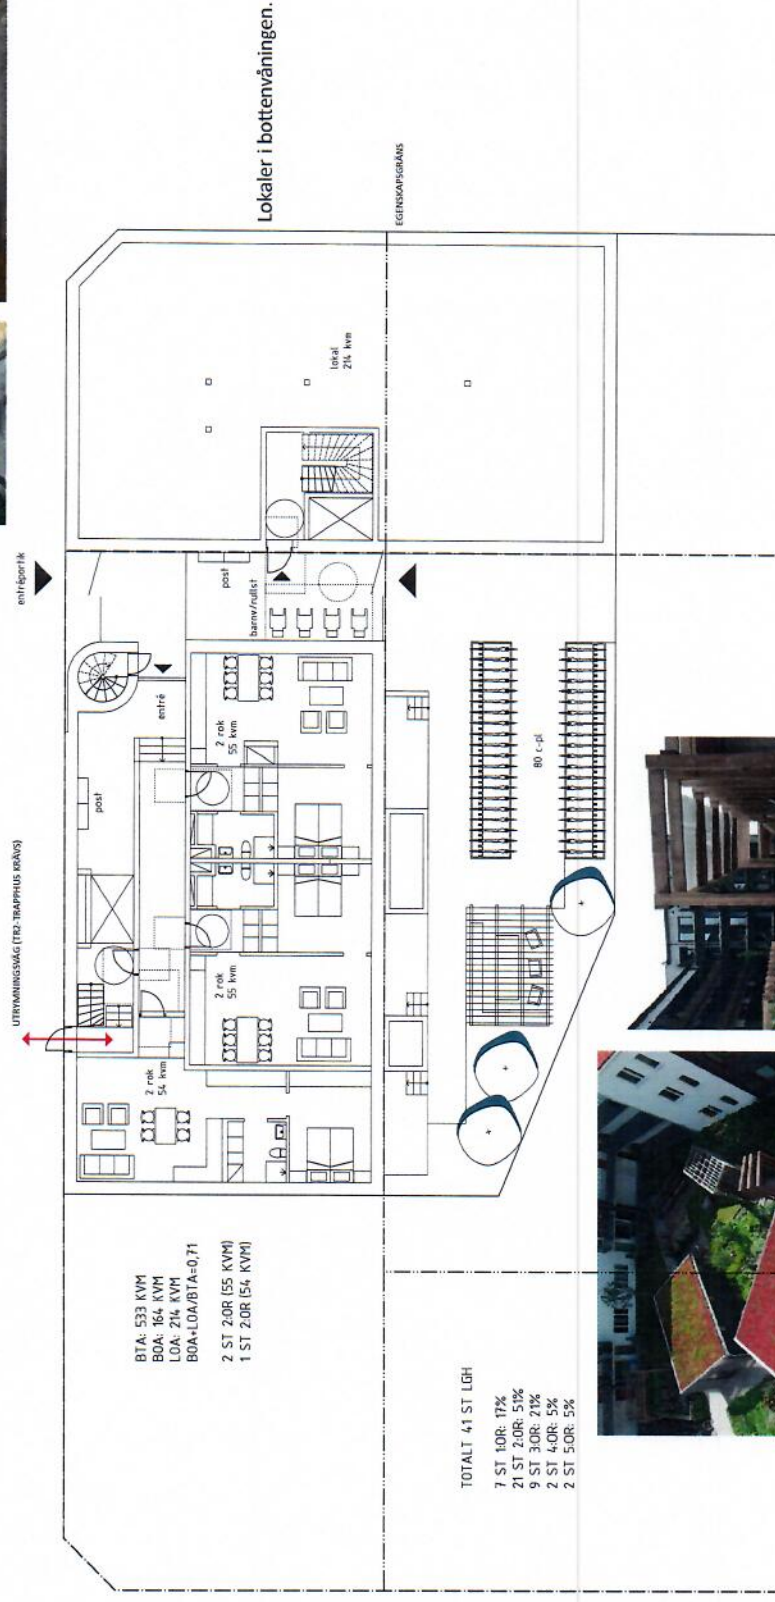 Lokaler i bottenvåningen.
EGENSKAPSGRÄNS
entréportik
UTRYMNINGSVÄG (TR2-TRAPPHUS KRÄVS)
lokal
214 kvm
post
barnv/rullst
entré
post
2 rok
55 kvm
2 rok
55 kvm
2 rok
54 kvm
80 c-pl
BTA: 533 KVM
BOA: 164 KVM
LOA: 214 KVM
BOA+LOA/BTA=0,71
2 ST 2:OR (55 KVM)
1 ST 2:OR (54 KVM)
TOTALT 41 ST LGH
7 ST 1:OR: 17%
21 ST 2:OR: 51%
9 ST 3:OR: 21%
2 ST 4:OR: 5%
2 ST 5:OR: 5%